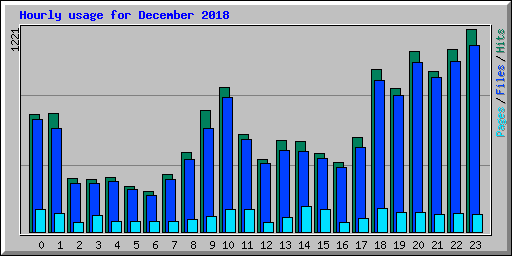 Hourly usage for December 2018
1221
Pages/Files/Hits
0 1 2 3 4 5 6 7 8 9 10 11 12 13 14 15 16 17 18 19 20 21 22 23